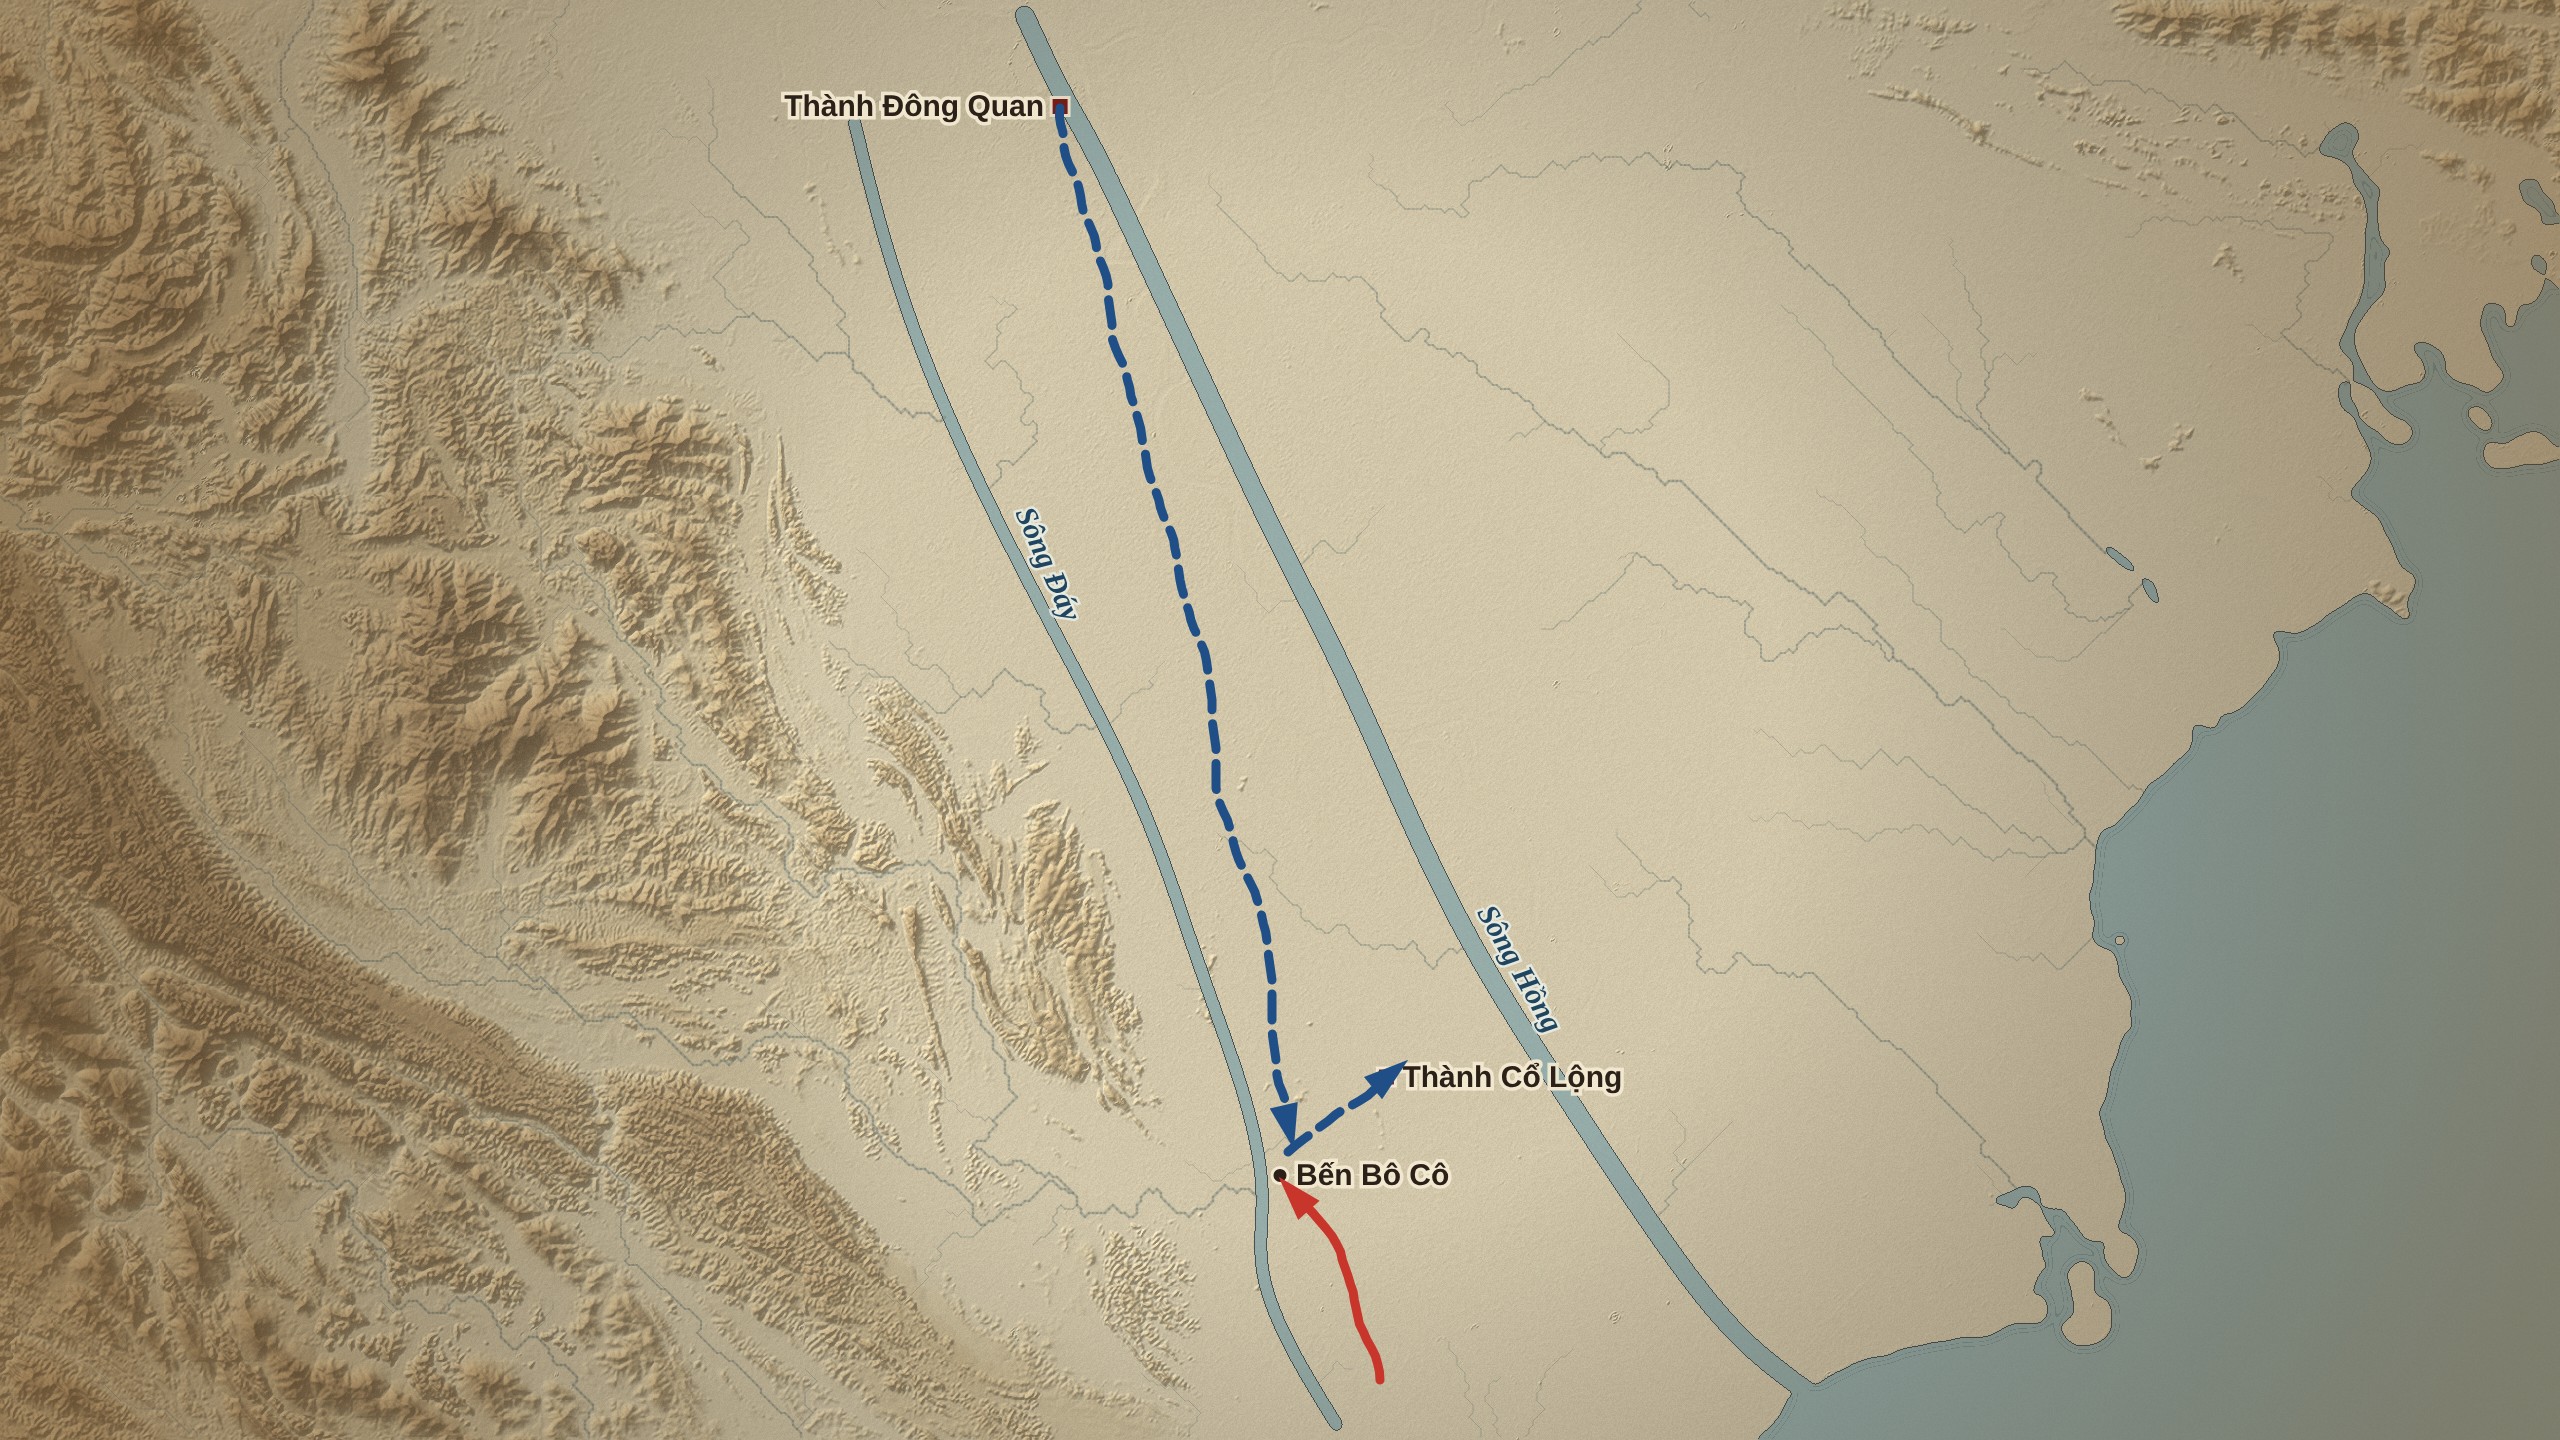 Thành Đông Quan
Sông Đáy
Sông Hồng
Thành Cổ Lộng
Bến Bô Cô